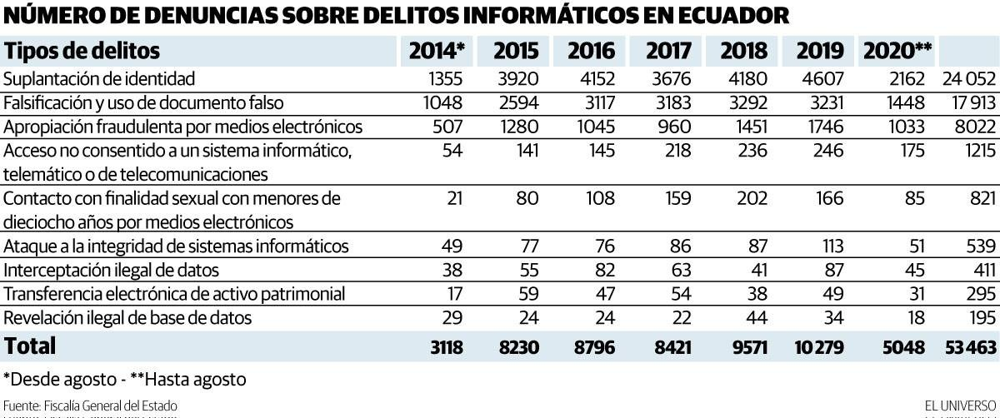 NÚMERO DE DENUNCIAS SOBRE DELITOS INFORMÁTICOS EN ECUADOR
Tipos de delitos 2014* 2015 2016 2017 2018 2019 2020**
Suplantación de identidad 1355 3920 4152 3676 4180 4607 2162 24 052
Falsificación y uso de documento falso 1048 2594 3117 3183 3292 3231 1448 17 913
Apropiación fraudulenta por medios electrónicos 507 1280 1045 960 1451 1746 1033 8022
Acceso no consentido a un sistema informático, 54 141 145 218 236 246 175 1215
telemático o de telecomunicaciones
Contacto con finalidad sexual con menores de 21 80 108 159 202 166 85 821
dieciocho años por medios electrónicos
Ataque a la integridad de sistemas informáticos 49 77 76 86 87 113 51 539
Interceptación ilegal de datos 38 55 82 63 41 87 45 411
Transferencia electrónica de activo patrimonial 17 59 47 54 38 49 31 295
Revelación ilegal de base de datos 29 24 24 22 44 34 18 195
Total 3118 8230 8796 8421 9571 10 279 5048 53 463
*Desde agosto - **Hasta agosto
Fuente: Fiscalía General del Estado EL UNIVERSO